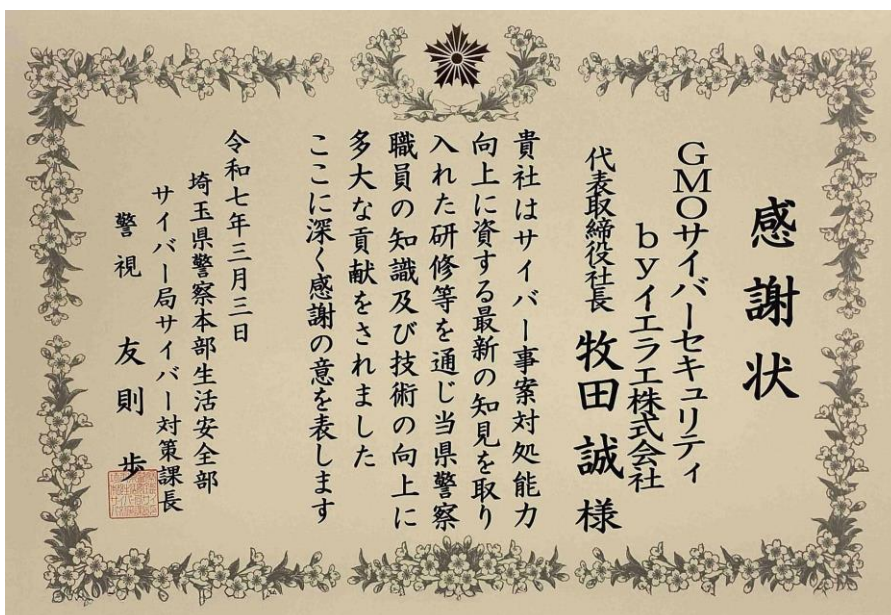 感謝状
GMOサイバーセキュリティ
byイエラエ株式会社
代表取締役社長 牧田誠様
貴社はサイバー事案対処能力
向上に資する最新の知見を取り
入れた研修等を通じ当県警察
職員の知識及び技術の向上に
多大な貢献をされました
ここに深く感謝の意を表します
令和七年三月三日
埼玉県警察本部生活安全部
サイバー局サイバー対策課長
警視 友則歩